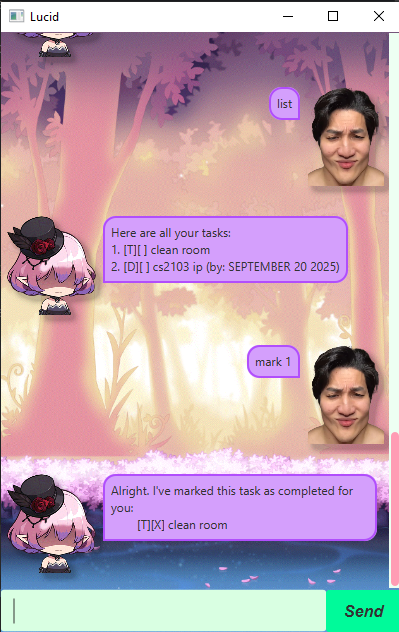 Lucid
list
Here are all your tasks:
1. [T][ ] clean room
2. [D][ ] cs2103 ip (by: SEPTEMBER 20 2025)
mark 1
Alright. I've marked this task as completed for
you:
[T][X] clean room
Send